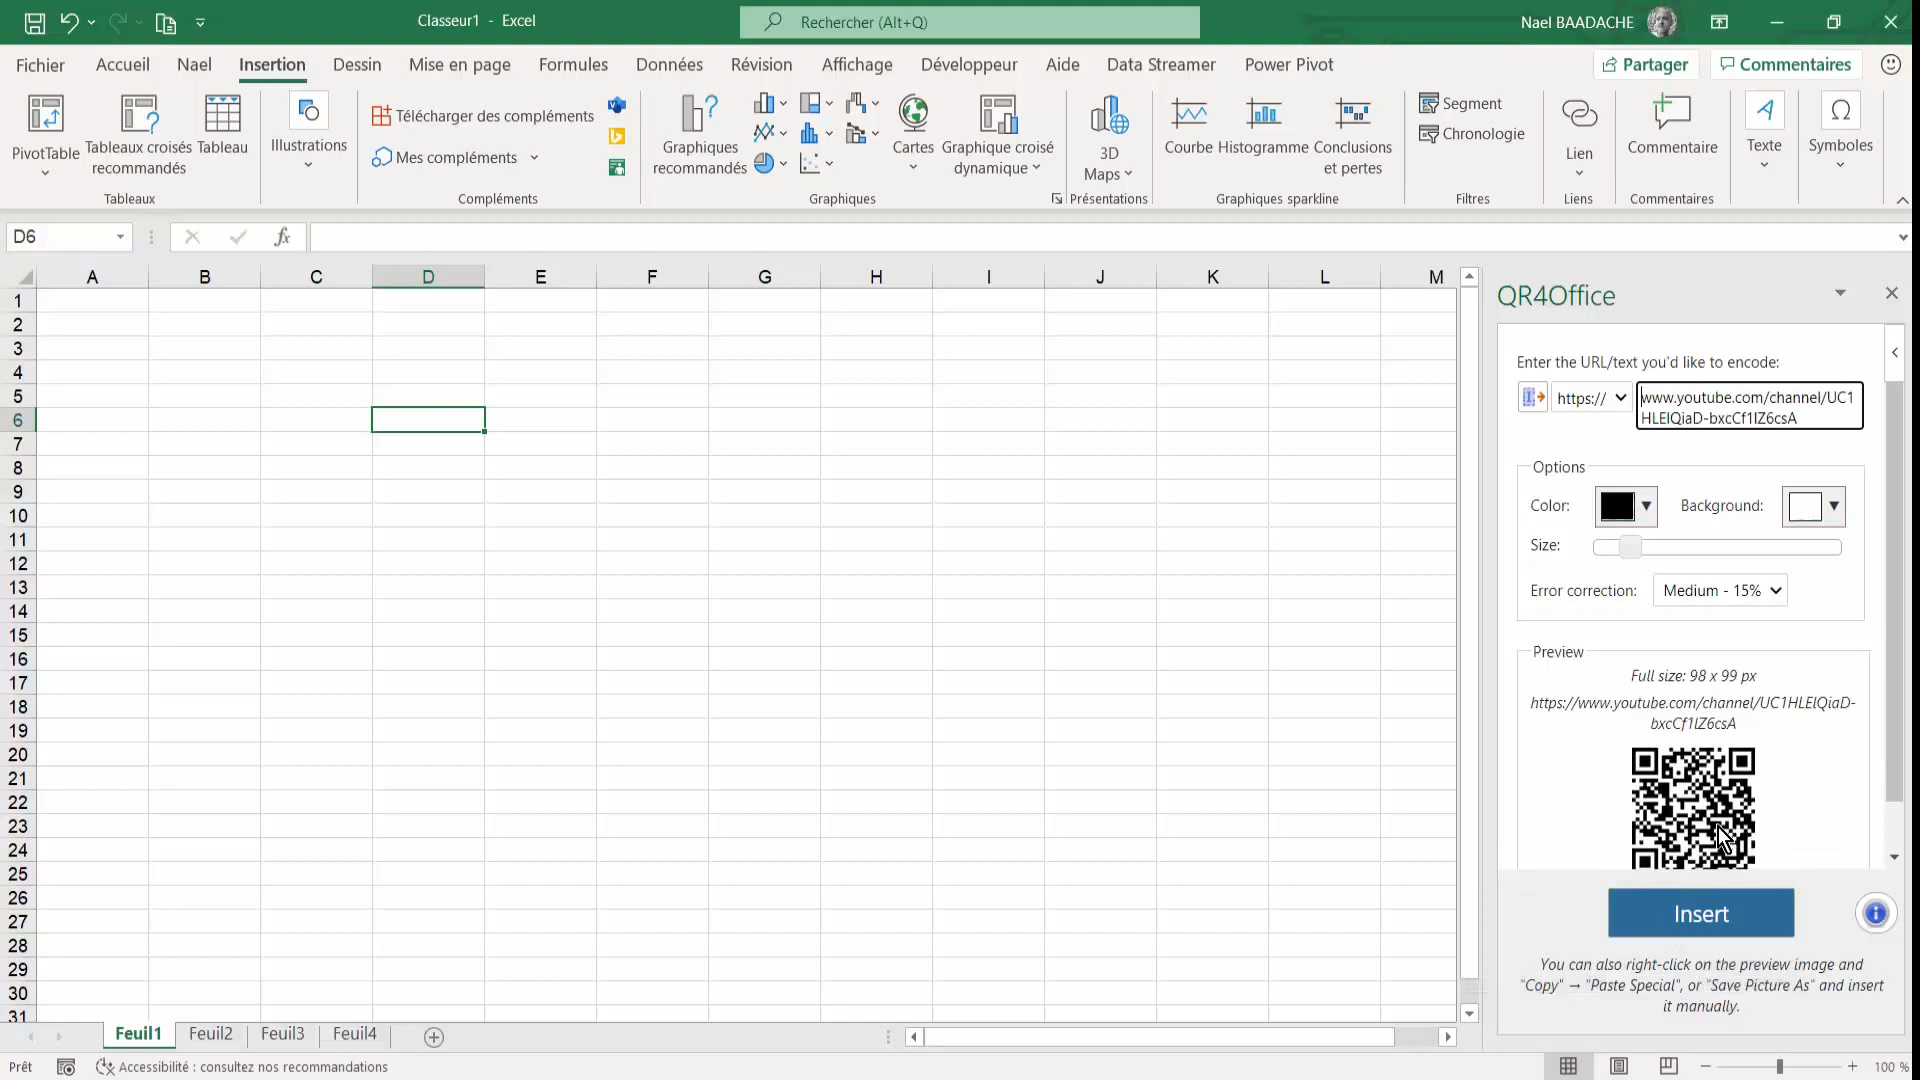 Classeur1 - Excel
Rechercher (Alt+Q)
Nael BAADACHE
Fichier
Accueil
Nael
Insertion
Dessin
Mise en page
Formules
Données
Révision
Affichage
Développeur
Aide
Data Streamer
Power Pivot
Partager
Commentaires
PivotTable
Tableaux croisés
recommandés
Tableau
Tableaux
Illustrations
Télécharger des compléments
Mes compléments
Compléments
Graphiques
recommandés
Cartes
Graphique croisé
dynamique
Graphiques
3D
Maps
Présentations
Courbe
Histogramme
Conclusions
et pertes
Graphiques sparkline
Segment
Chronologie
Filtres
Lien
Liens
Commentaire
Commentaires
A
Texte
Ω
Symboles
D6
fx
A B C D E F G H I J K L M
1
2
3
4
5
6
7
8
9
10
11
12
13
14
15
16
17
18
19
20
21
22
23
24
25
26
27
28
29
30
31
QR4Office
Enter the URL/text you'd like to encode:
https://
www.youtube.com/channel/UC1
HLElQiaD-bxcCf1lZ6csA
Options
Color:
Background:
Size:
Error correction:
Medium - 15%
Preview
Full size: 98 x 99 px
https://www.youtube.com/channel/UC1HLElQiaD-
bxcCf1lZ6csA
Insert
You can also right-click on the preview image and
"Copy" → "Paste Special", or "Save Picture As" and insert
it manually.
Feuil1
Feuil2
Feuil3
Feuil4
Prêt
Accessibilité : consultez nos recommandations
100 %